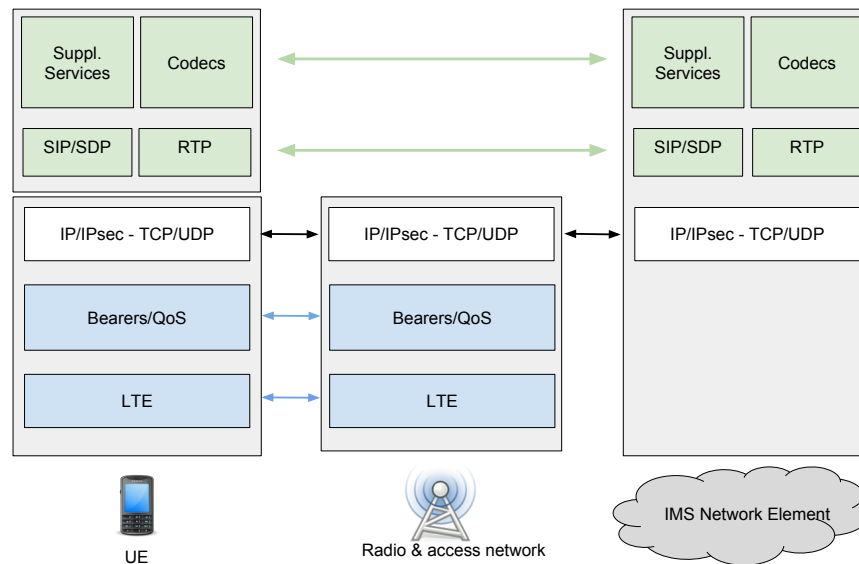 Suppl.
Services
Codecs
Suppl.
Services
Codecs
SIP/SDP
RTP
SIP/SDP
RTP
IP/IPsec - TCP/UDP
IP/IPsec - TCP/UDP
IP/IPsec - TCP/UDP
Bearers/QoS
Bearers/QoS
LTE
LTE
UE
Radio & access network
IMS Network Element